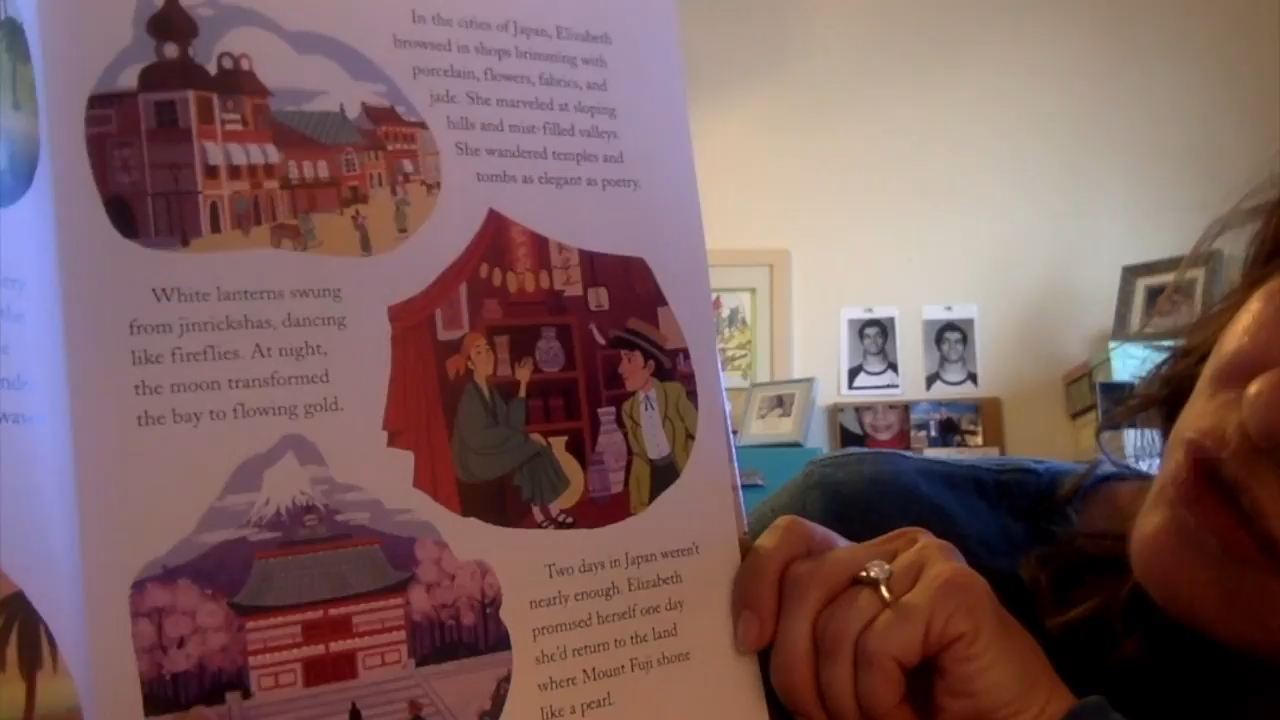 In the cities of Japan, Elizabeth
browsed in shops brimming with
porcelain, flowers, fabrics, and
jade. She marveled at sloping
hills and mist-filled valleys.
She wandered temples and
tombs as elegant as poetry.
White lanterns swung
from jinrickshas, dancing
like fireflies. At night,
the moon transformed
the bay to flowing gold.
Two days in Japan weren't
nearly enough. Elizabeth
promised herself one day
she'd return to the land
where Mount Fuji shone
like a pearl.